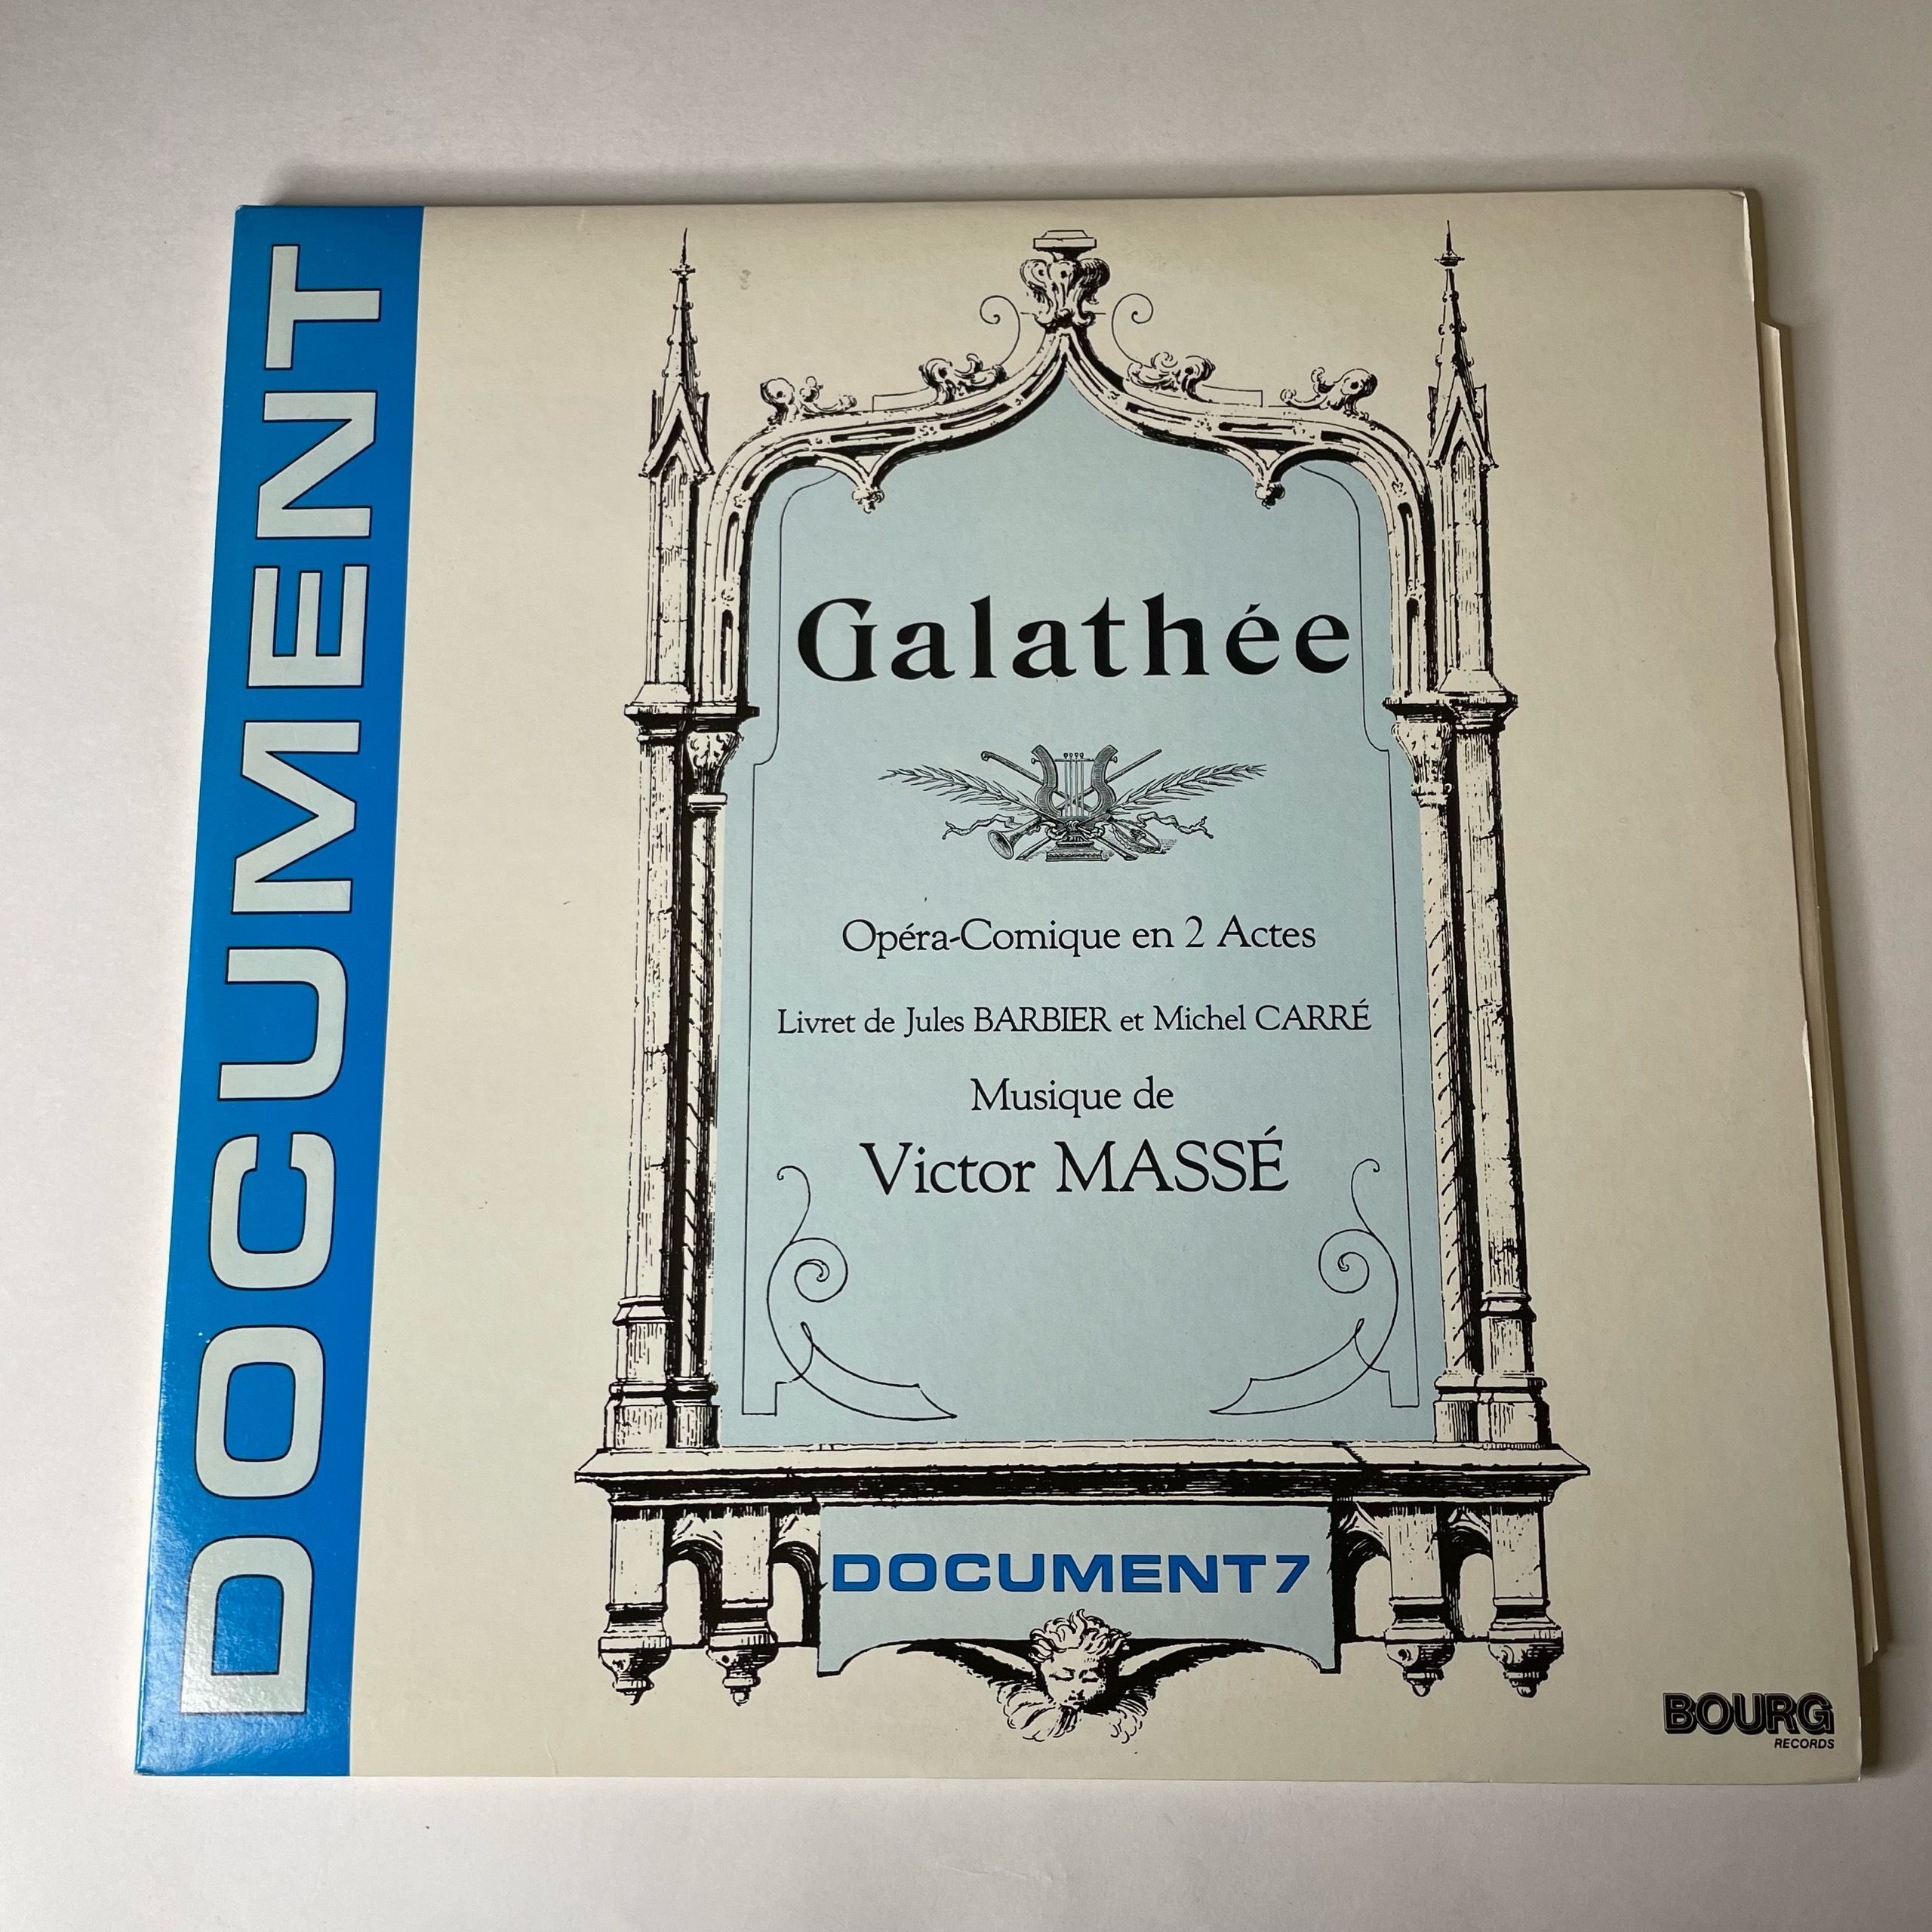 DOCUMENT
Galathée
Opéra-Comique en 2 Actes
Livret de Jules BARBIER et Michel CARRÉ
Musique de
Victor MASSÉ
DOCUMENT7
BOURG
RECORDS